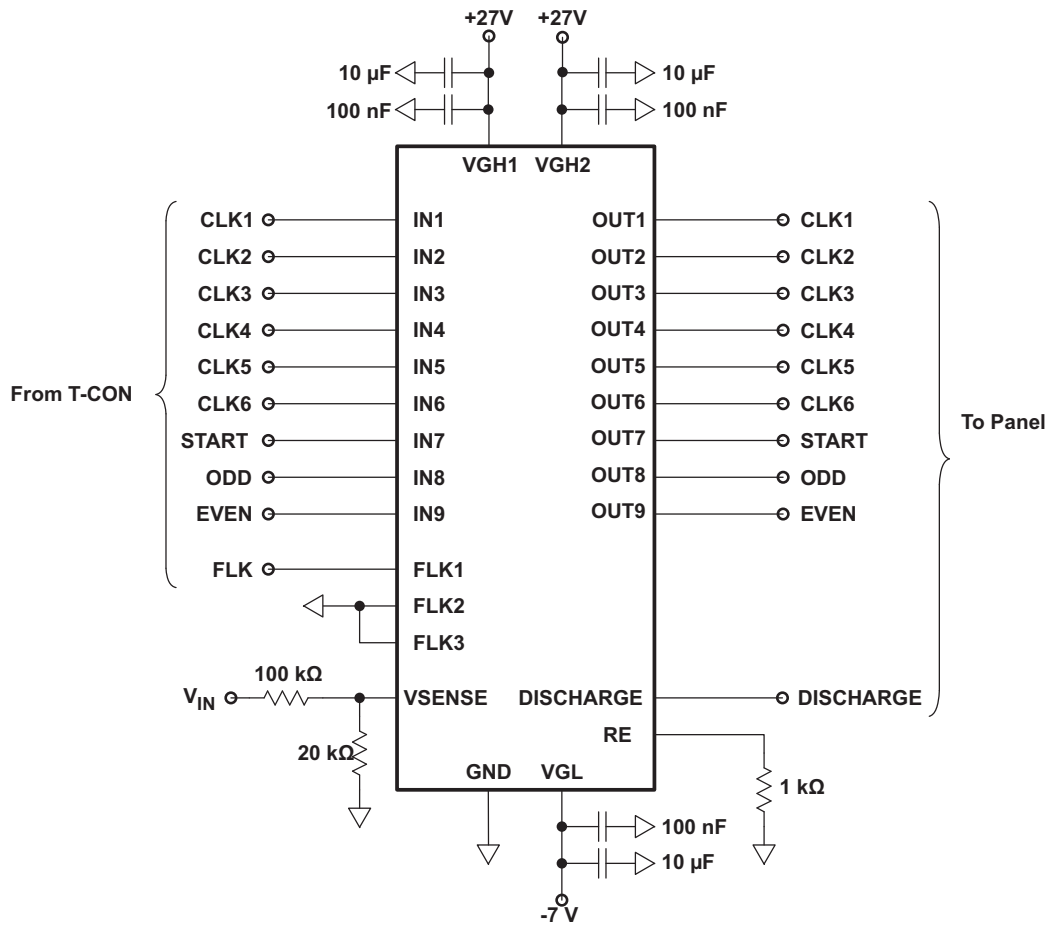 +27V +27V
10 µF 10 µF
100 nF 100 nF
VGH1 VGH2
CLK1 IN1 OUT1 CLK1
CLK2 IN2 OUT2 CLK2
CLK3 IN3 OUT3 CLK3
CLK4 IN4 OUT4 CLK4
CLK5 IN5 OUT5 CLK5
From T-CON
CLK6 IN6 OUT6 CLK6
To Panel
START IN7 OUT7 START
ODD IN8 OUT8 ODD
EVEN IN9 OUT9 EVEN
FLK FLK1
FLK2
FLK3
100 kΩ
VIN VSENSE DISCHARGE DISCHARGE
RE
20 kΩ
GND VGL
1 kΩ
100 nF
10 µF
-7 V